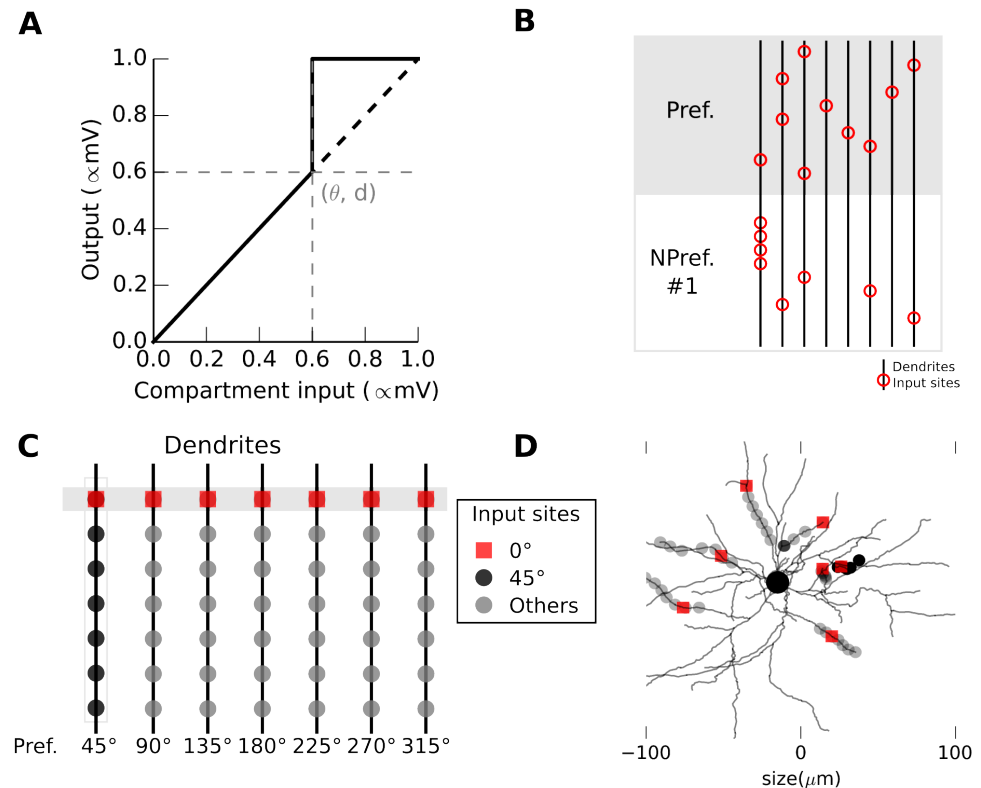 A
1.0
0.8
0.6
0.4
0.2
0.0
Output (∝mV)
(θ, d)
0.0 0.2 0.4 0.6 0.8 1.0
Compartment input (∝mV)
B
Pref.
NPref.
#1
Dendrites
Input sites
C
Dendrites
Pref. 45° 90° 135° 180° 225° 270° 315°
Input sites
0°
45°
Others
D
−100 0 100
size(μm)